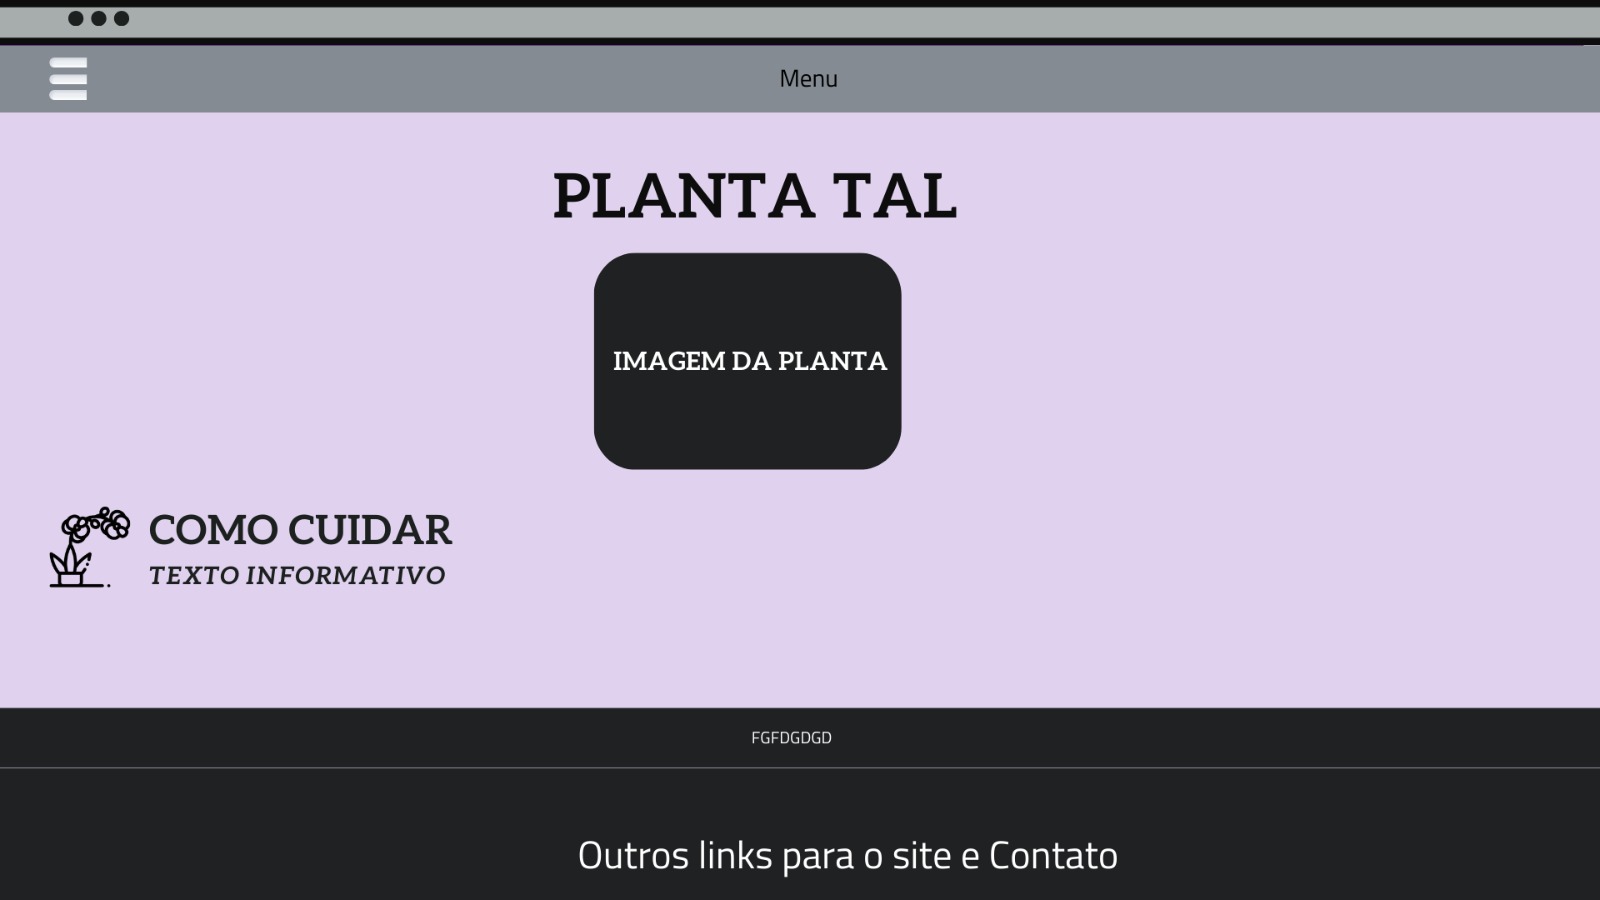 Menu
PLANTA TAL
IMAGEM DA PLANTA
COMO CUIDAR
TEXTO INFORMATIVO
FGFDGDGD
Outros links para o site e Contato